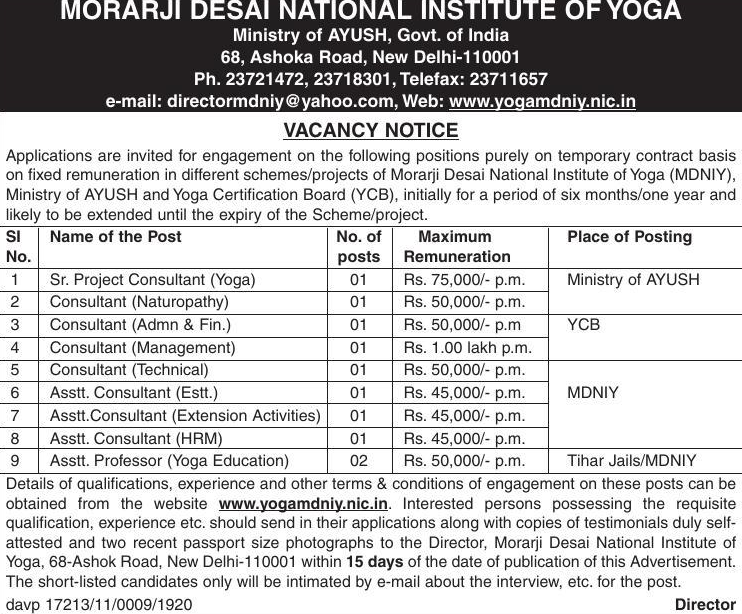 MORARJI DESAI NATIONAL INSTITUTE OF YOGA
Ministry of AYUSH, Govt. of India
68, Ashoka Road, New Delhi-110001
Ph. 23721472, 23718301, Telefax: 23711657
e-mail: directormdniy@yahoo.com, Web: www.yogamdniy.nic.in
VACANCY NOTICE
Applications are invited for engagement on the following positions purely on temporary contract basis
on fixed remuneration in different schemes/projects of Morarji Desai National Institute of Yoga (MDNIY),
Ministry of AYUSH and Yoga Certification Board (YCB), initially for a period of six months/one year and
likely to be extended until the expiry of the Scheme/project.
SI Name of the Post No. of Maximum Place of Posting
No. posts Remuneration
1 Sr. Project Consultant (Yoga) 01 Rs. 75,000/- p.m. Ministry of AYUSH
2 Consultant (Naturopathy) 01 Rs. 50,000/- p.m.
3 Consultant (Admn & Fin.) 01 Rs. 50,000/- p.m YCB
4 Consultant (Management) 01 Rs. 1.00 lakh p.m.
5 Consultant (Technical) 01 Rs. 50,000/- p.m.
6 Asstt. Consultant (Estt.) 01 Rs. 45,000/- p.m. MDNIY
7 Asstt.Consultant (Extension Activities) 01 Rs. 45,000/- p.m.
8 Asstt. Consultant (HRM) 01 Rs. 45,000/- p.m.
9 Asstt. Professor (Yoga Education) 02 Rs. 50,000/- p.m. Tihar Jails/MDNIY
Details of qualifications, experience and other terms & conditions of engagement on these posts can be
obtained from the website www.yogamdniy.nic.in. Interested persons possessing the requisite
qualification, experience etc. should send in their applications along with copies of testimonials duly self-
attested and two recent passport size photographs to the Director, Morarji Desai National Institute of
Yoga, 68-Ashok Road, New Delhi-110001 within 15 days of the date of publication of this Advertisement.
The short-listed candidates only will be intimated by e-mail about the interview, etc. for the post.
davp 17213/11/0009/1920 Director